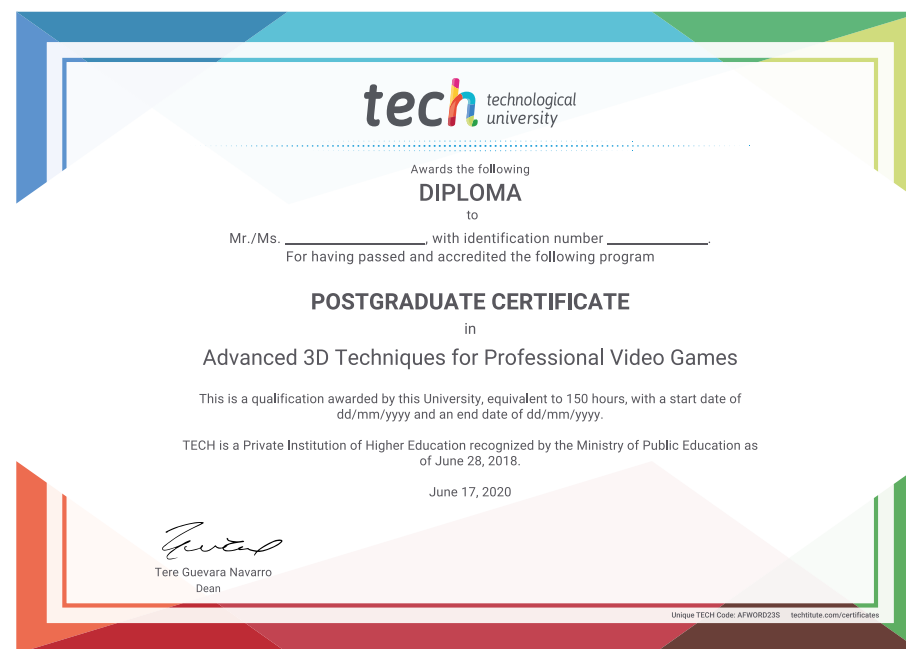 tech technological
university
Awards the following
DIPLOMA
to
Mr./Ms. ____________________, with identification number ______________.
For having passed and accredited the following program
POSTGRADUATE CERTIFICATE
in
Advanced 3D Techniques for Professional Video Games
This is a qualification awarded by this University, equivalent to 150 hours, with a start date of
dd/mm/yyyy and an end date of dd/mm/yyyy.
TECH is a Private Institution of Higher Education recognized by the Ministry of Public Education as
of June 28, 2018.
June 17, 2020
Tere Guevara Navarro
Dean
Unique TECH Code: AFWORD23S techtitute.com/certificates